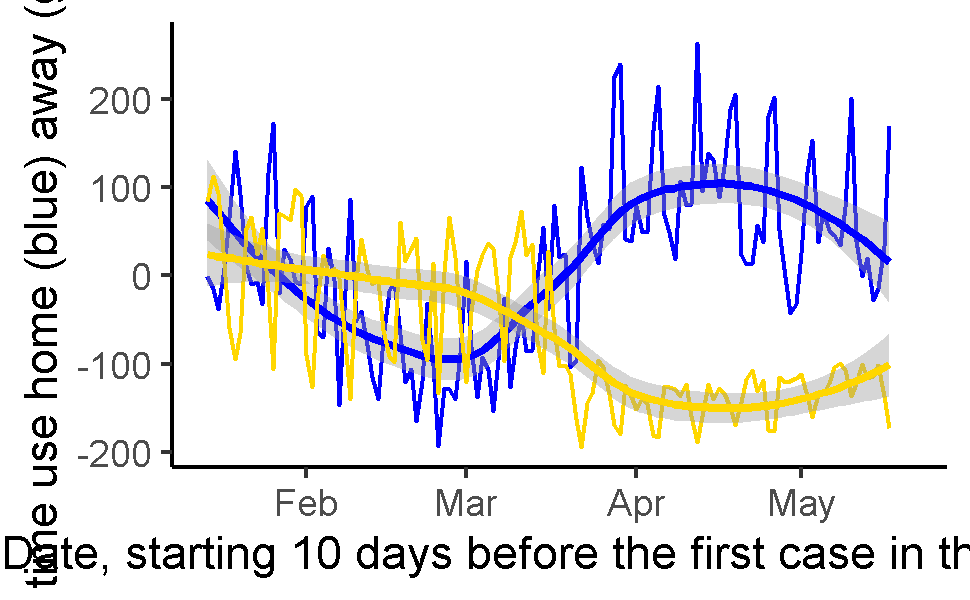 time use home (blue) away (
200
100
0
-100
-200
Feb Mar Apr May
Date, starting 10 days before the first case in th